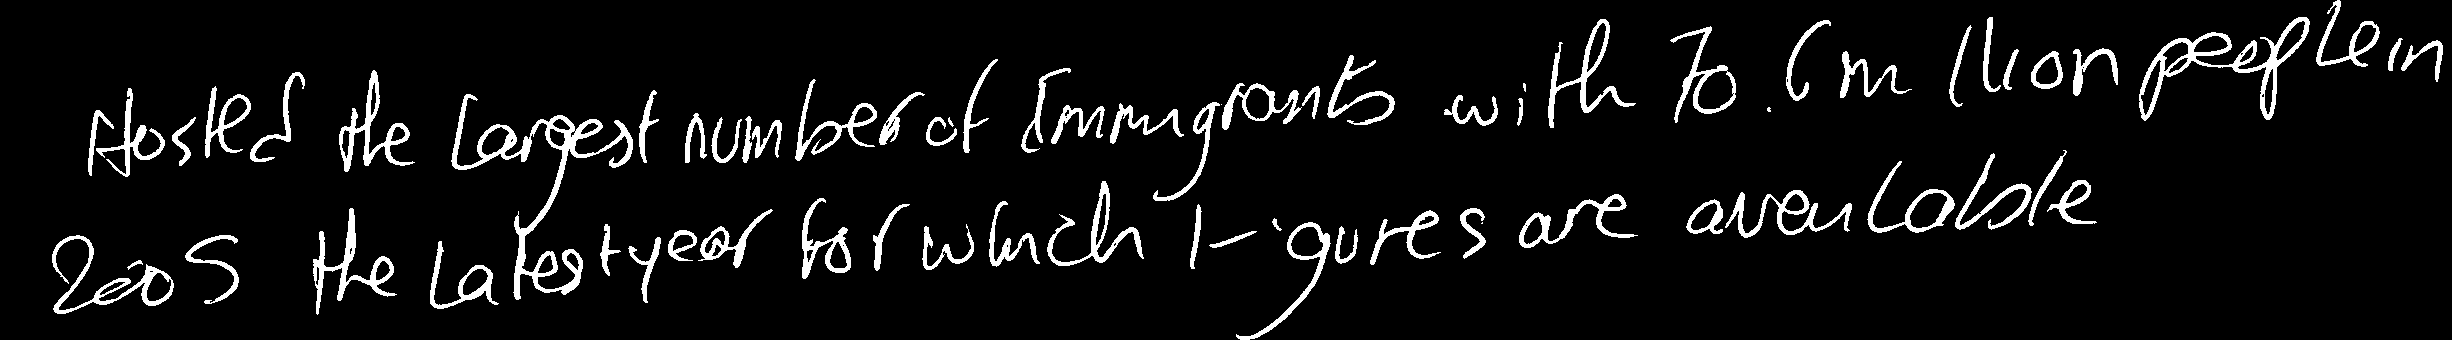 Hosted the largest number of Immigrants with 70.6 million people in
2005 the latest year for which figures are available